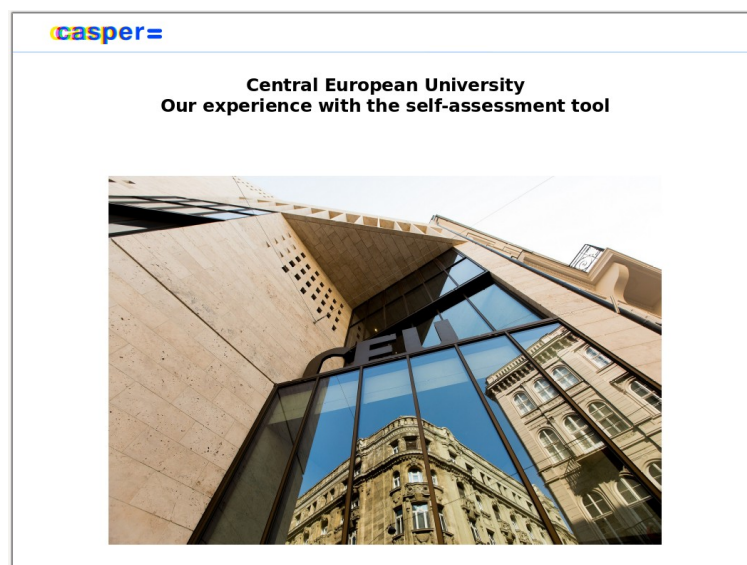 casper=
Central European University
Our experience with the self-assessment tool
CEU